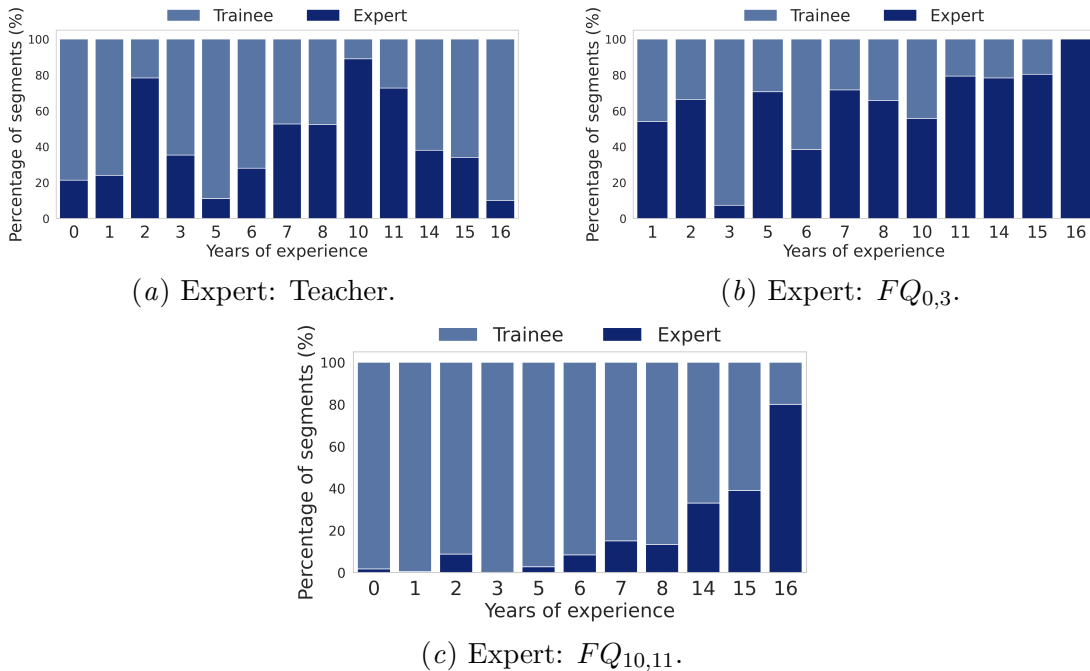 Trainee Expert
Percentage of segments (%)
100
80
60
40
20
0
0 1 2 3 5 6 7 8 10 11 14 15 16
Years of experience
(a) Expert: Teacher.
Trainee Expert
Percentage of segments (%)
100
80
60
40
20
0
1 2 3 5 6 7 8 10 11 14 15 16
Years of experience
(b) Expert: FQ0,3.
Trainee Expert
Percentage of segments (%)
100
80
60
40
20
0
0 1 2 3 5 6 7 8 14 15 16
Years of experience
(c) Expert: FQ10,11.